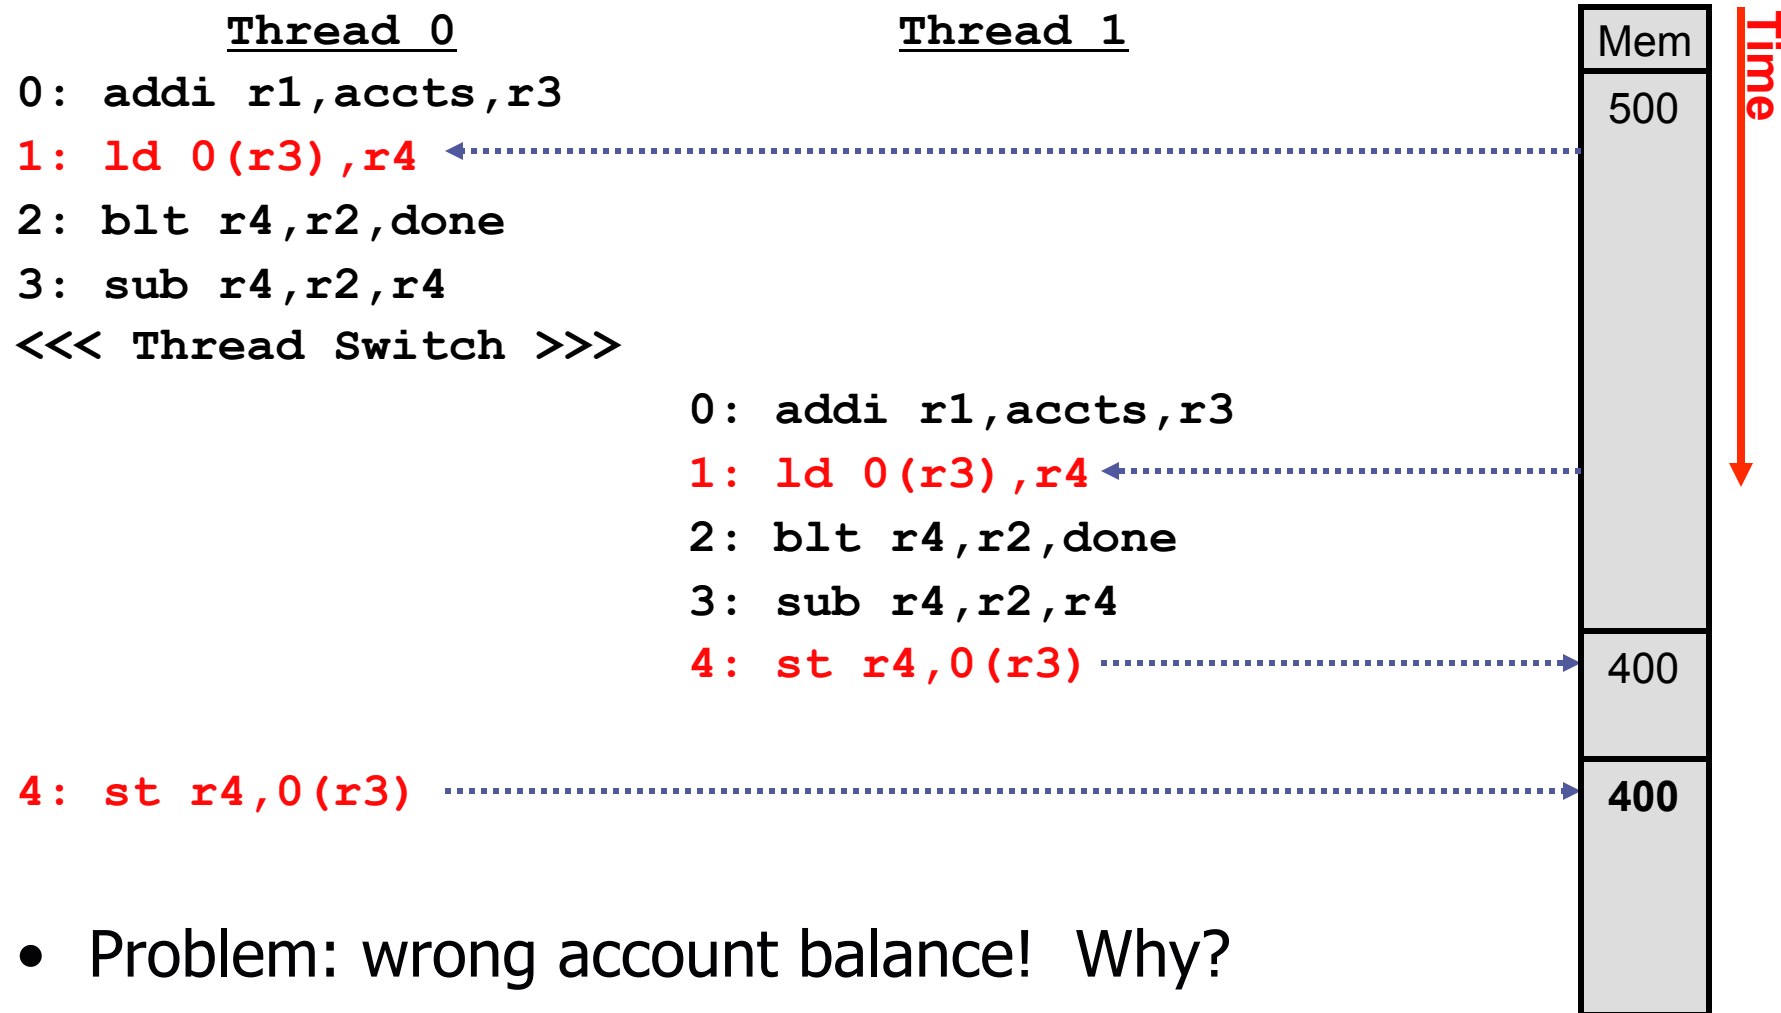 Thread 0
Thread 1
Mem
Time
0: addi r1,accts,r3
500
1: ld 0(r3),r4
2: blt r4,r2,done
3: sub r4,r2,r4
<<< Thread Switch >>>
0: addi r1,accts,r3
1: ld 0(r3),r4
2: blt r4,r2,done
3: sub r4,r2,r4
4: st r4,0(r3)
400
4: st r4,0(r3)
400
• Problem: wrong account balance! Why?